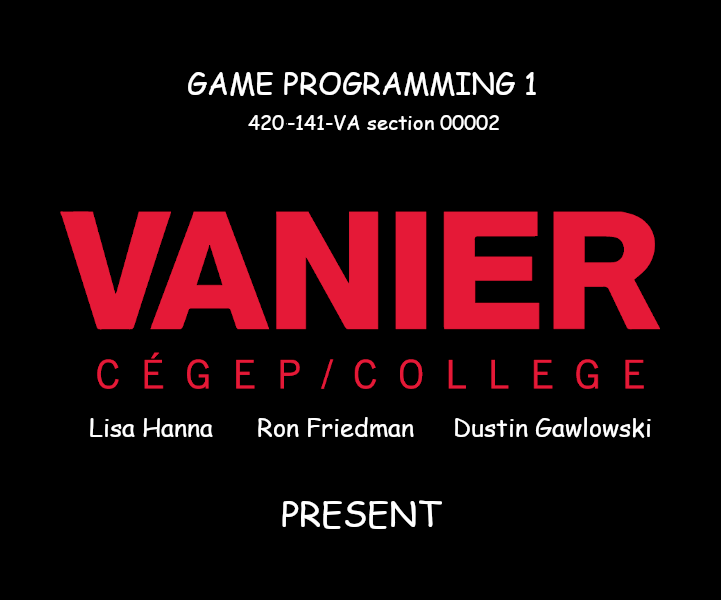 GAME PROGRAMMING 1
420-141-VA section 00002
VANIER
CÉGEP/COLLEGE
Lisa Hanna Ron Friedman Dustin Gawlowski
PRESENT